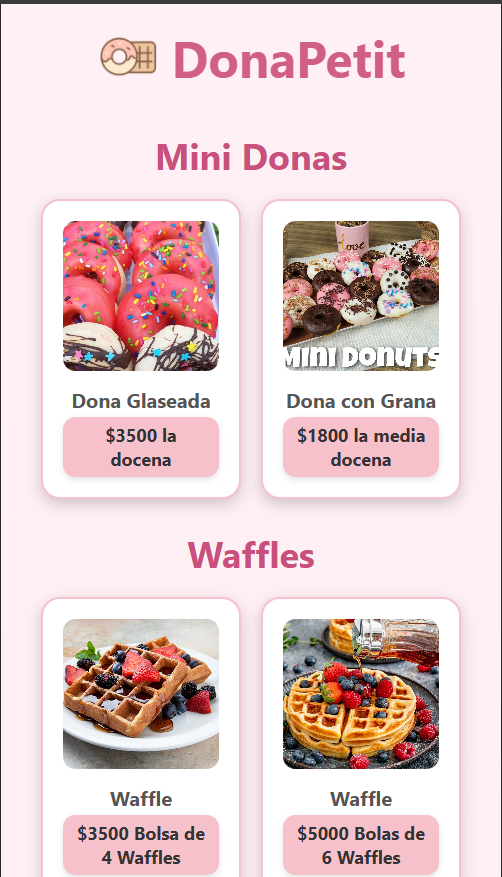 DonaPetit
Mini Donas
love
MINI DONUTS
Dona Glaseada
Dona con Grana
$3500 la
docena
$1800 la media
docena
Waffles
Waffle
Waffle
$3500 Bolsa de
4 Waffles
$5000 Bolas de
6 Waffles